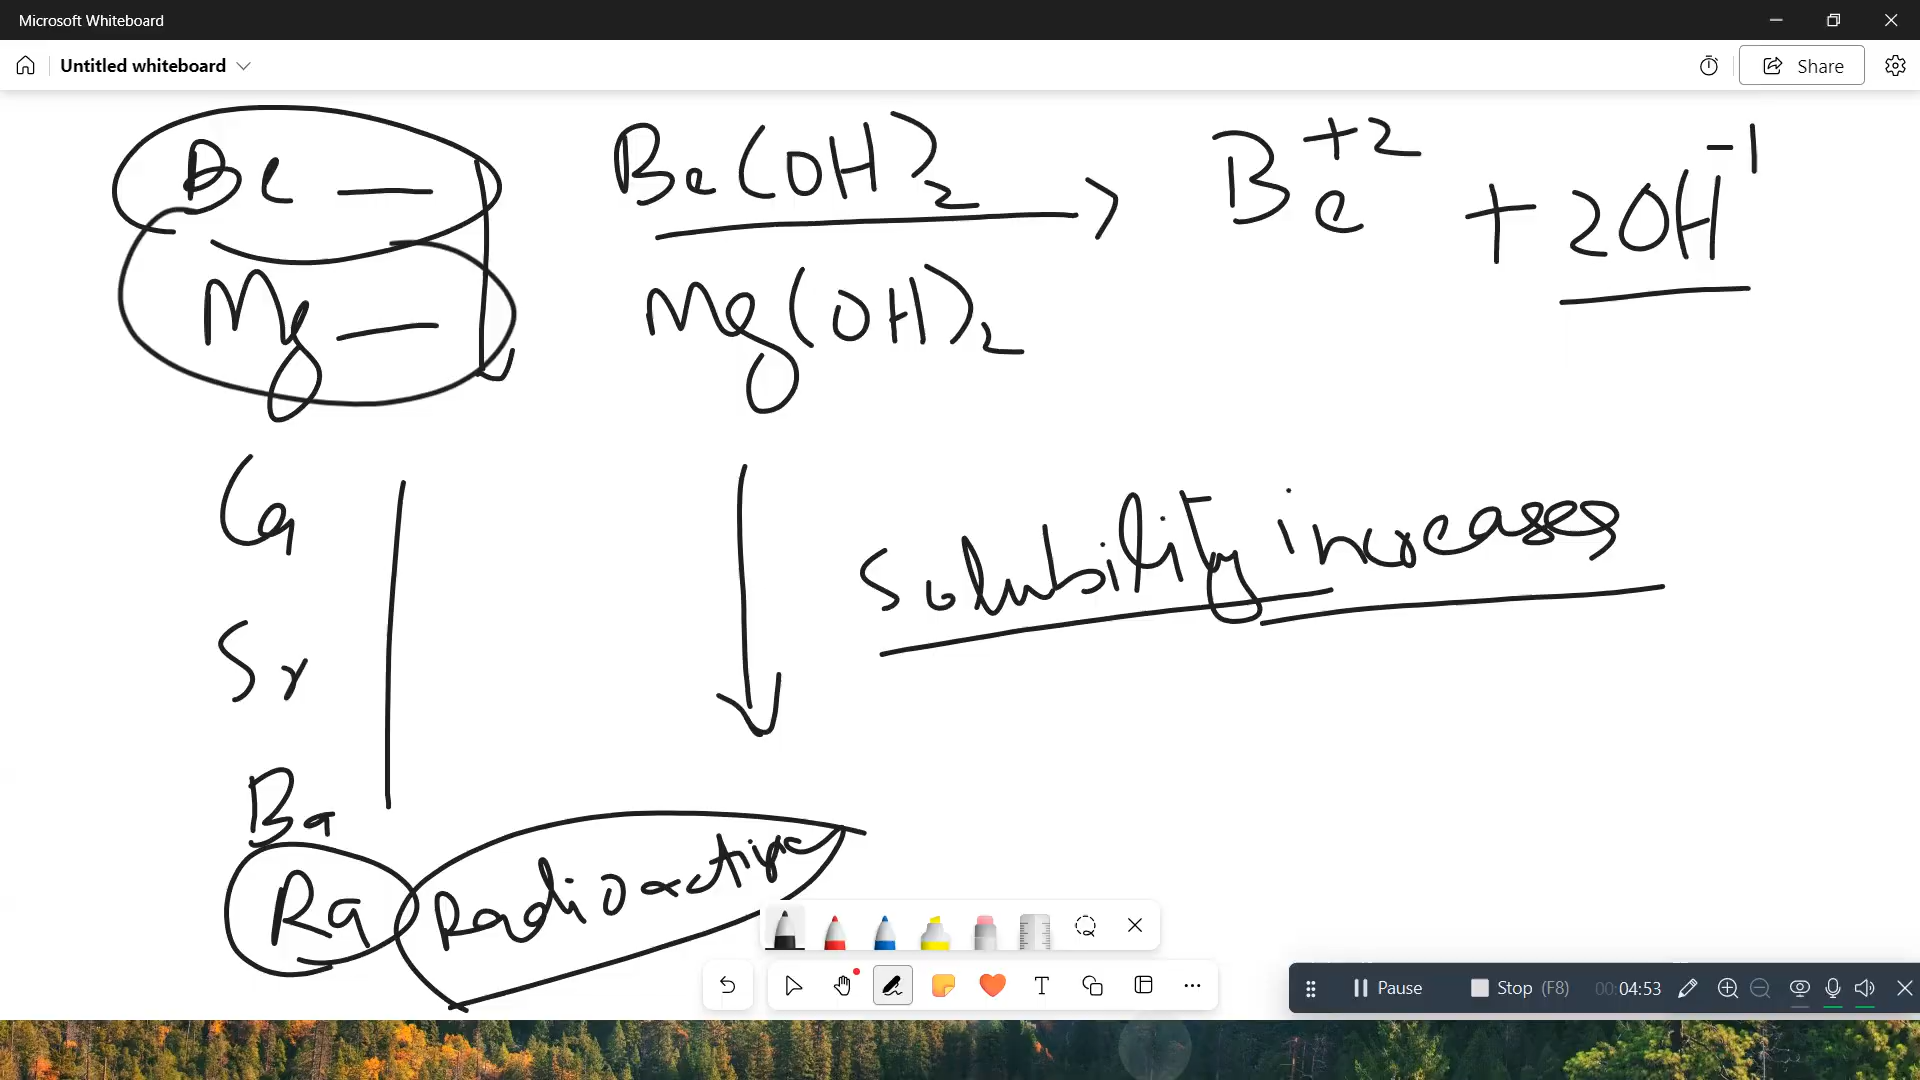 Microsoft Whiteboard
Untitled whiteboard
Share
Be — Be(OH)2 → Be+2 + 2OH-1
Mg — Mg(OH)2
Ca
Solubility increases
Sr
Ba
Ra Radioactive
T
Pause Stop (F8) 00:04:53